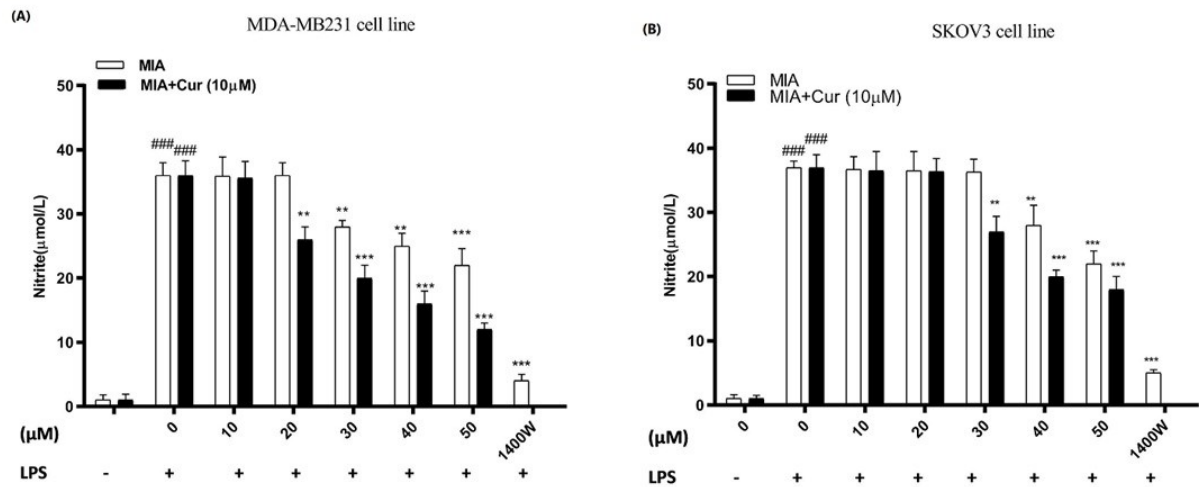 (A)
MDA-MB231 cell line
MIA
MIA+Cur (10μM)
Nitrite(μmol/L)
50
40
30
20
10
0
### ###
** ** ** ***
*** *** *** ***
(μM) 0 10 20 30 40 50 1400W
LPS - + + + + + + +
(B)
SKOV3 cell line
MIA
MIA+Cur (10μM)
Nitrite(μmol/L)
50
40
30
20
10
0
### ###
** ** *** *** *** ***
(μM) 0 10 20 30 40 50 1400W
LPS - + + + + + + +